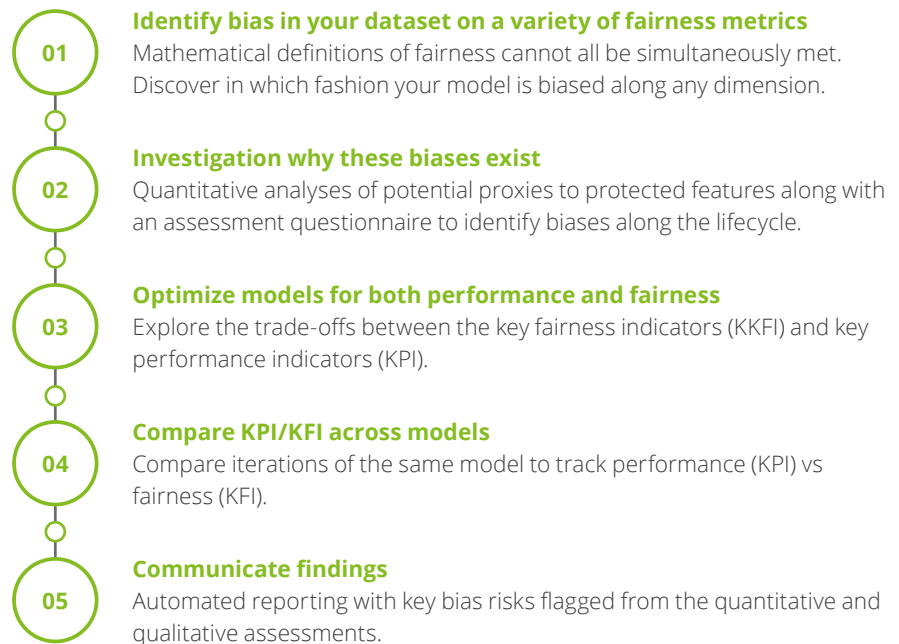 01
Identify bias in your dataset on a variety of fairness metrics
Mathematical definitions of fairness cannot all be simultaneously met.
Discover in which fashion your model is biased along any dimension.
02
Investigation why these biases exist
Quantitative analyses of potential proxies to protected features along with
an assessment questionnaire to identify biases along the lifecycle.
03
Optimize models for both performance and fairness
Explore the trade-offs between the key fairness indicators (KKFI) and key
performance indicators (KPI).
04
Compare KPI/KFI across models
Compare iterations of the same model to track performance (KPI) vs
fairness (KFI).
05
Communicate findings
Automated reporting with key bias risks flagged from the quantitative and
qualitative assessments.